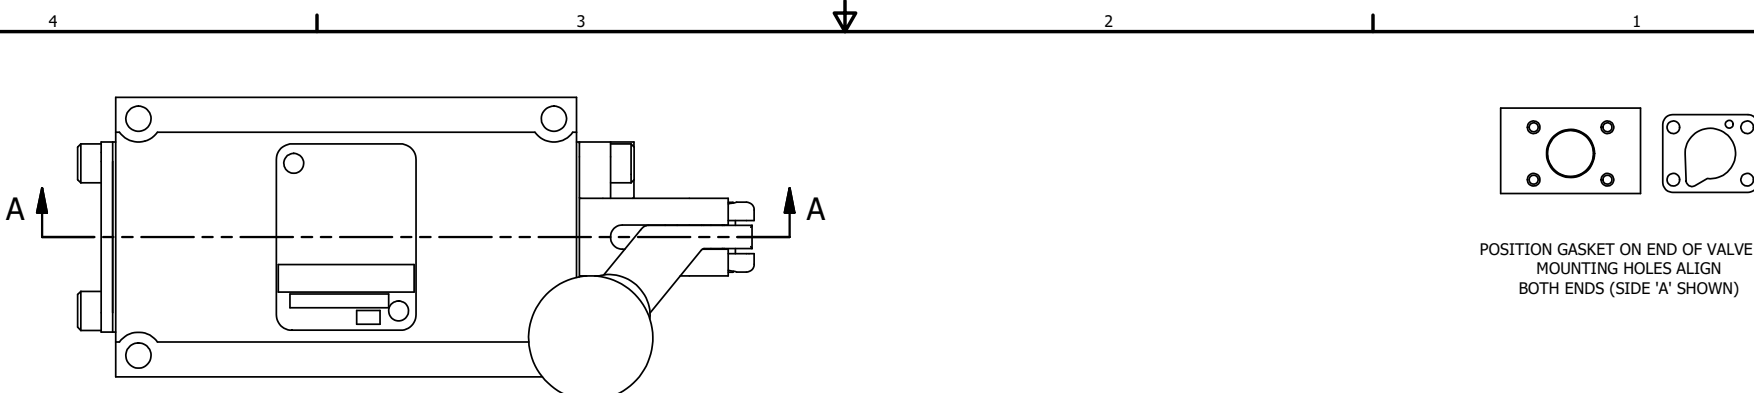 4 3 2 1
A A
POSITION GASKET ON END OF VALVE
MOUNTING HOLES ALIGN
BOTH ENDS (SIDE 'A' SHOWN)